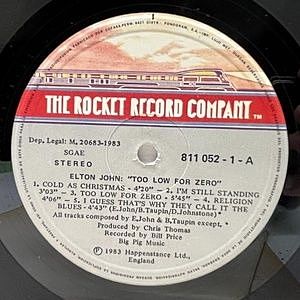 THE ROCKET RECORD COMPANY TM
Dep. Legal: M, 20683-1983
SGAE
STEREO
811 052 - 1 - A
ELTON JOHN: "TOO LOW FOR ZERO"
1. COLD AS CHRISTMAS - 4'20" - 2. I'M STILL STANDING
3'03" - 3. TOO LOW FOR ZERO - 5'45" - 4. RELIGION
4'06" - 5. I GUESS THAT'S WHY THEY CALL IT THE
BLUES - 4'43" (E.John,B.Taupin,D.Johnstone)*
All tracks composed by E.John & B.Taupin except, *
Produced by Chris Thomas
Recorded by Bill Price
Big Pig Music
℗ 1983 Happenstance Ltd.,
England